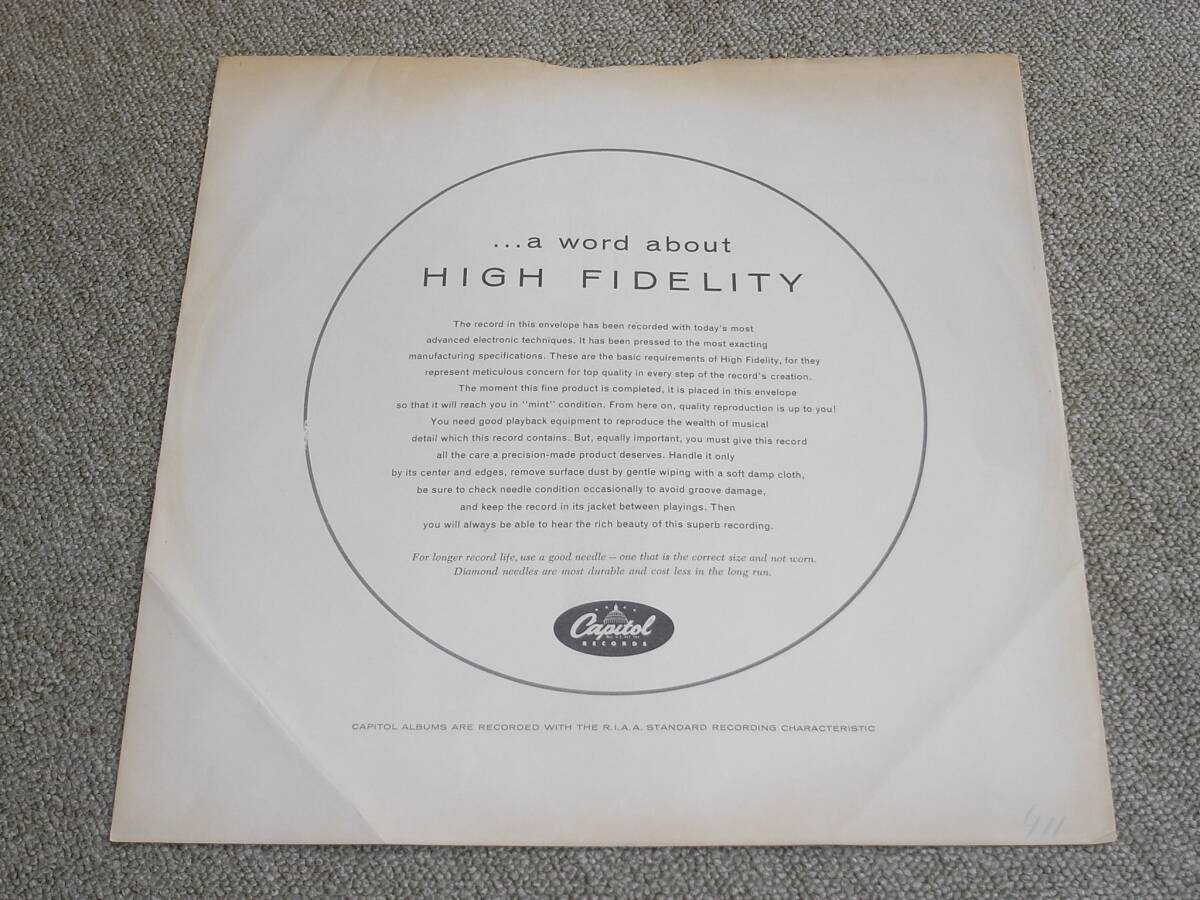 ...a word about
HIGH FIDELITY
The record in this envelope has been recorded with today's most
advanced electronic techniques. It has been pressed to the most exacting
manufacturing specifications. These are the basic requirements of High Fidelity, for they
represent meticulous concern for top quality in every step of the record's creation.
The moment this fine product is completed, it is placed in this envelope
so that it will reach you in "mint" condition. From here on, quality reproduction is up to you!
You need good playback equipment to reproduce the wealth of musical
detail which this record contains. But, equally important, you must give this record
all the care a precision-made product deserves. Handle it only
by its center and edges, remove surface dust by gentle wiping with a soft damp cloth,
be sure to check needle condition occasionally to avoid groove damage,
and keep the record in its jacket between playings. Then
you will always be able to hear the rich beauty of this superb recording.
For longer record life, use a good needle — one that is the correct size and not worn.
Diamond needles are most durable and cost less in the long run.
Capitol
RECORDS
CAPITOL ALBUMS ARE RECORDED WITH THE R.I.A.A. STANDARD RECORDING CHARACTERISTIC